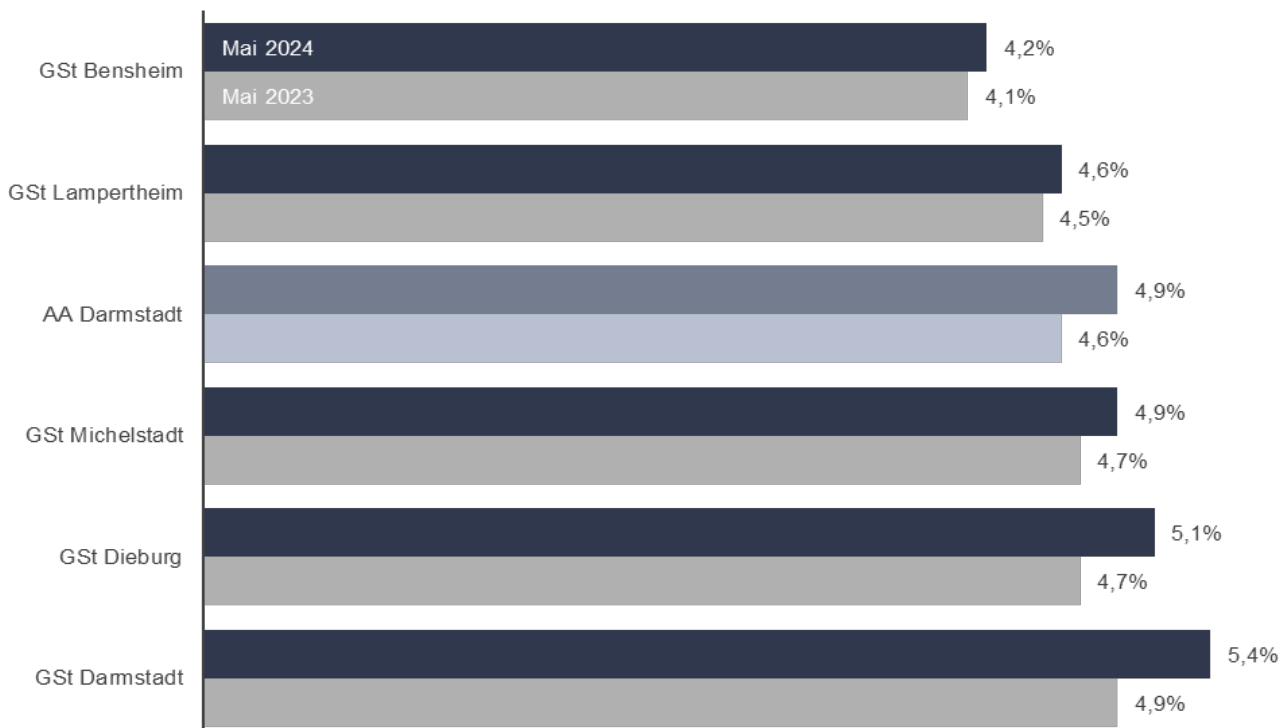 Mai 2024
4,2%
GSt Bensheim
Mai 2023
4,1%
4,6%
GSt Lampertheim
4,5%
4,9%
AA Darmstadt
4,6%
4,9%
GSt Michelstadt
4,7%
5,1%
GSt Dieburg
4,7%
5,4%
GSt Darmstadt
4,9%